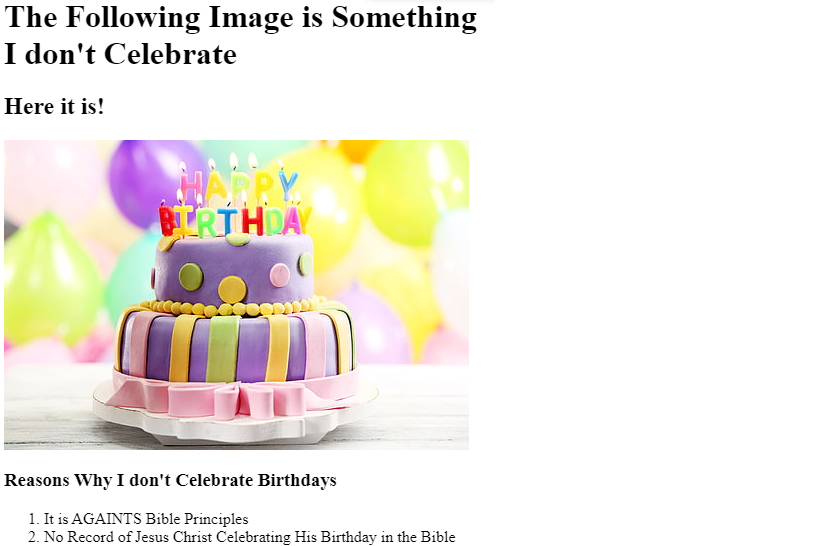 The Following Image is Something
I don't Celebrate
Here it is!
HAPPY
BIRTHDAY
Reasons Why I don't Celebrate Birthdays
1. It is AGAINTS Bible Principles
2. No Record of Jesus Christ Celebrating His Birthday in the Bible